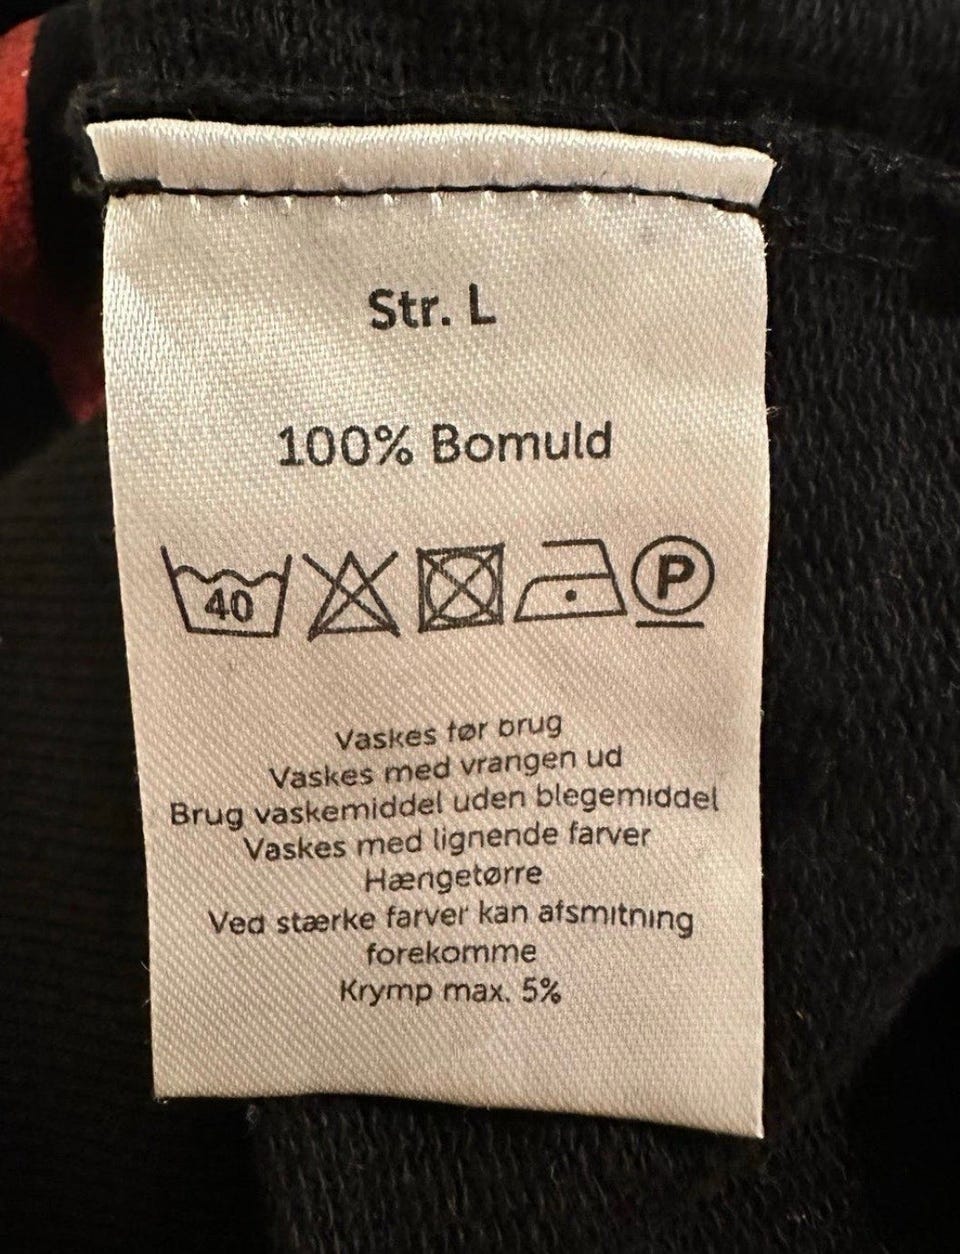 Str. L
100% Bomuld
40 P
Vaskes før brug
Vaskes med vrangen ud
Brug vaskemiddel uden blegemiddel
Vaskes med lignende farver
Hængetørre
Ved stærke farver kan afsmitning
forekomme
Krymp max. 5%